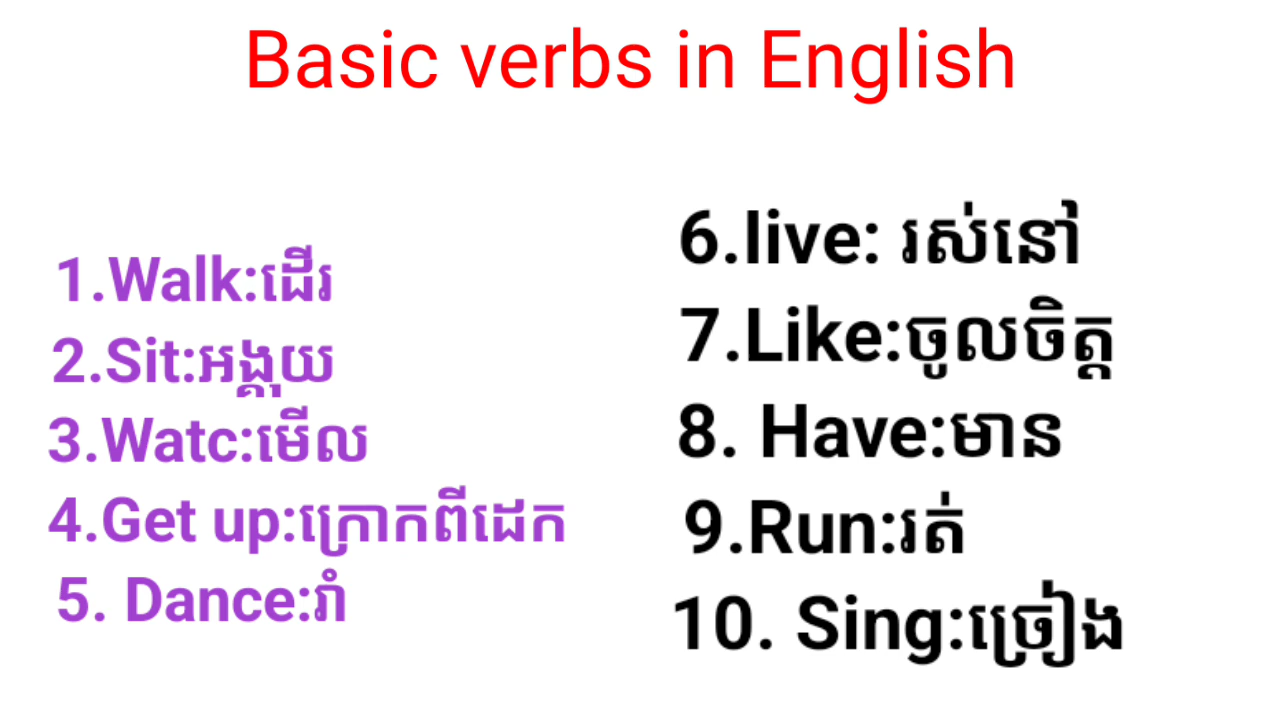 Basic verbs in English
1.Walk:ដើរ
2.Sit:អង្គុយ
3.Watc:មើល
4.Get up:ក្រោកពីដេក
5. Dance:រាំ
6.live: រស់នៅ
7.Like:ចូលចិត្ត
8. Have:មាន
9.Run:រត់
10. Sing:ច្រៀង